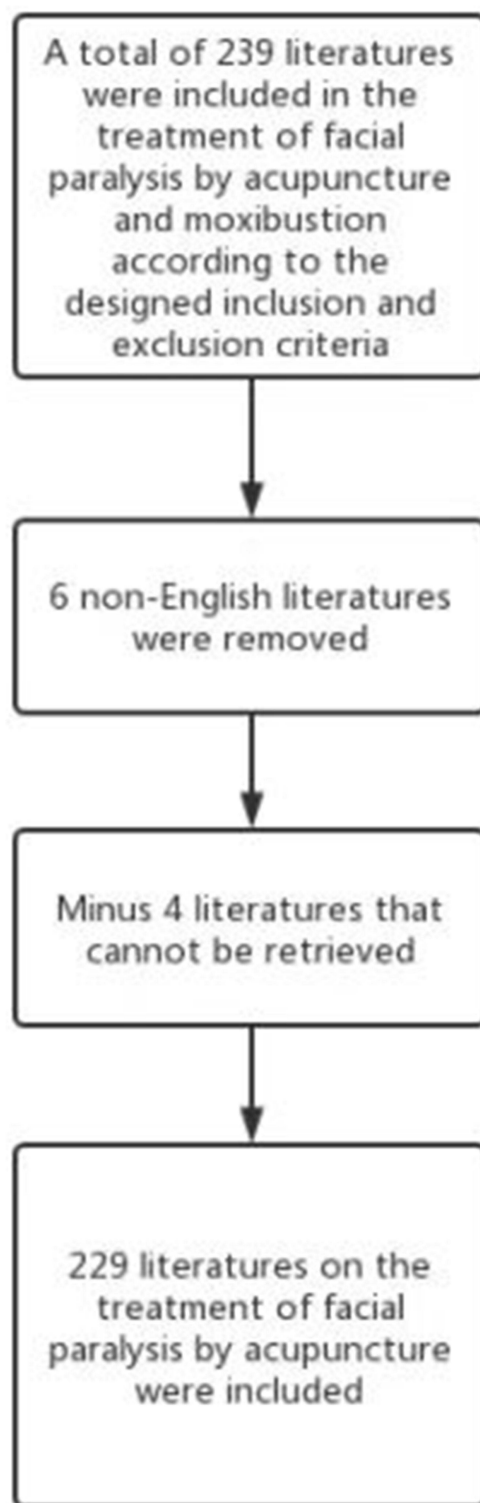 A total of 239 literatures
were included in the
treatment of facial
paralysis by acupuncture
and moxibustion
according to the
designed inclusion and
exclusion criteria
6 non-English literatures
were removed
Minus 4 literatures that
cannot be retrieved
229 literatures on the
treatment of facial
paralysis by acupuncture
were included